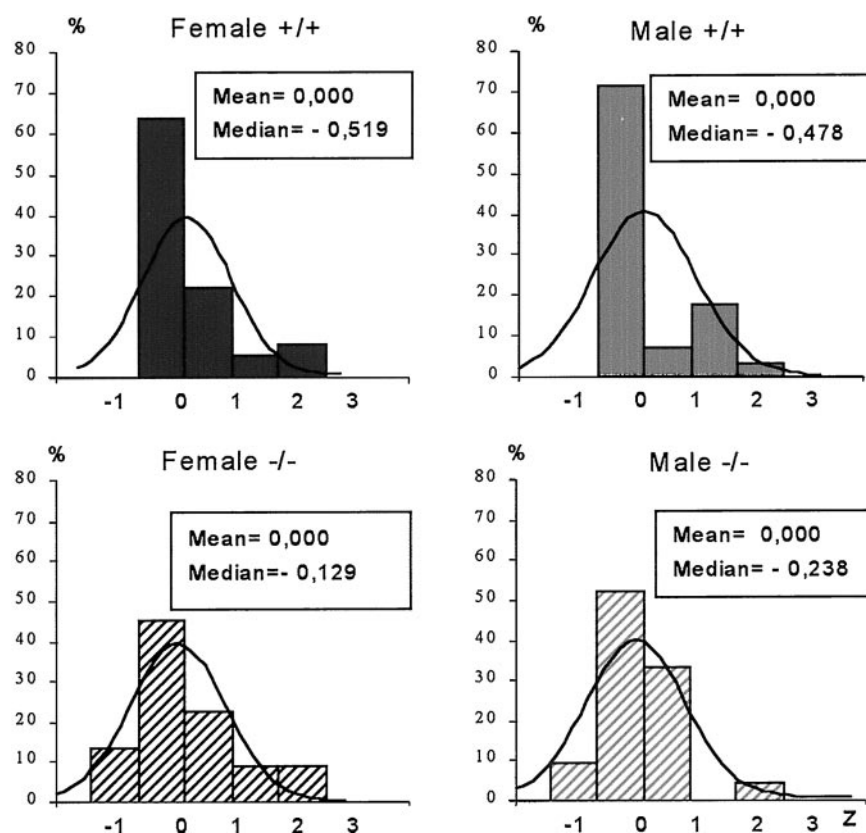 % Female +/+
80
70
60
50
40
30
20
10
0
Mean= 0,000
Median= - 0,519
-1 0 1 2 3
% Male +/+
80
70
60
50
40
30
20
10
0
Mean= 0,000
Median= - 0,478
-1 0 1 2 3
% Female -/-
80
70
60
50
40
30
20
10
0
Mean= 0,000
Median=- 0,129
-1 0 1 2 3
% Male -/-
80
70
60
50
40
30
20
10
0
Mean= 0,000
Median= - 0,238
-1 0 1 2 3 Z